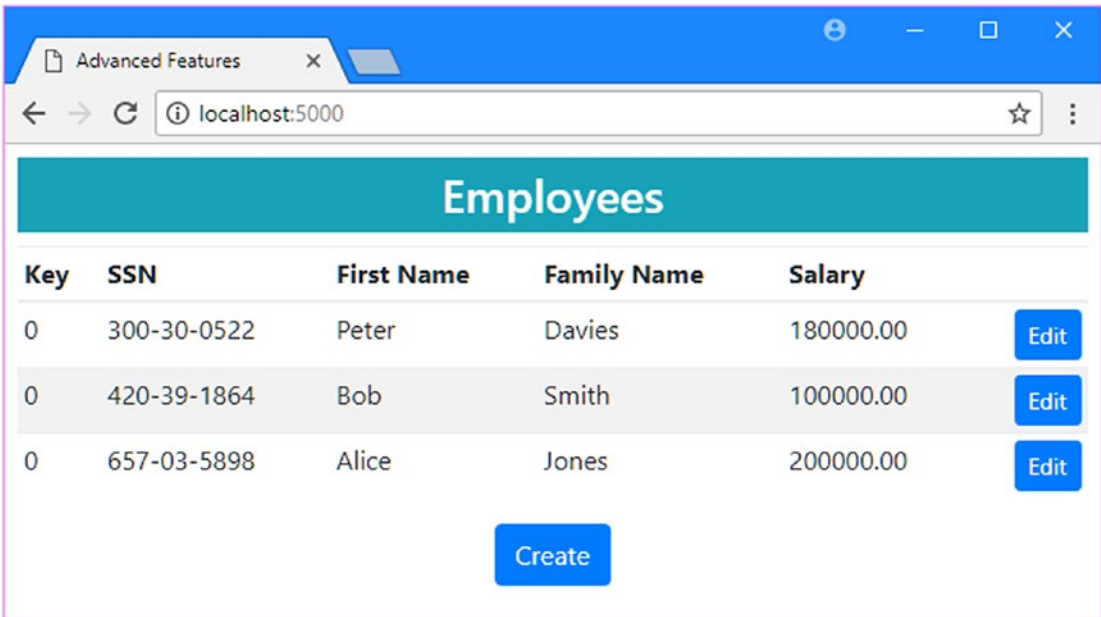 Advanced Features
localhost:5000
Employees
Key SSN First Name Family Name Salary
0 300-30-0522 Peter Davies 180000.00 Edit
0 420-39-1864 Bob Smith 100000.00 Edit
0 657-03-5898 Alice Jones 200000.00 Edit
Create